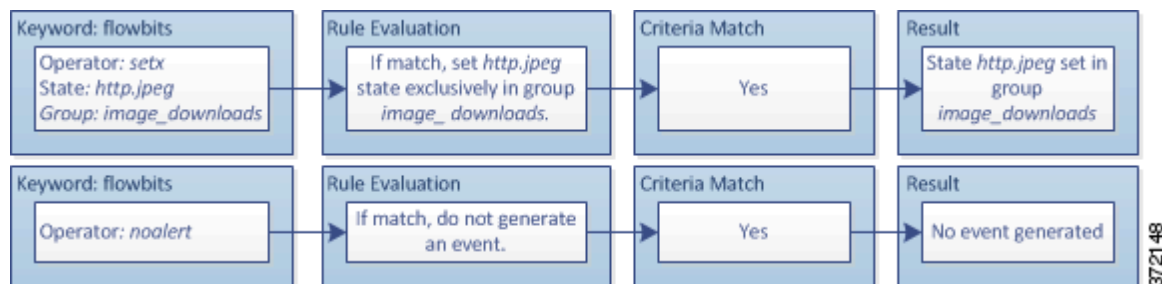 Keyword: flowbits
Operator: setx
State: http.jpeg
Group: image_downloads
Rule Evaluation
If match, set http.jpeg
state exclusively in group
image_ downloads.
Criteria Match
Yes
Result
State http.jpeg set in
group
image_downloads
Keyword: flowbits
Operator: noalert
Rule Evaluation
If match, do not generate
an event.
Criteria Match
Yes
Result
No event generated
372148